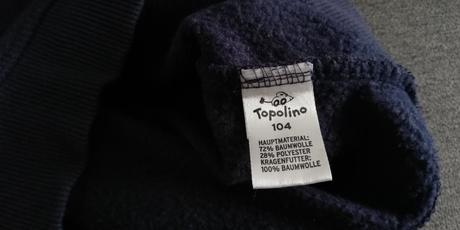 Topolino
104
HAUPTMATERIAL:
72% BAUMWOLLE
28% POLYESTER
KRAGENFUTTER:
100% BAUMWOLLE